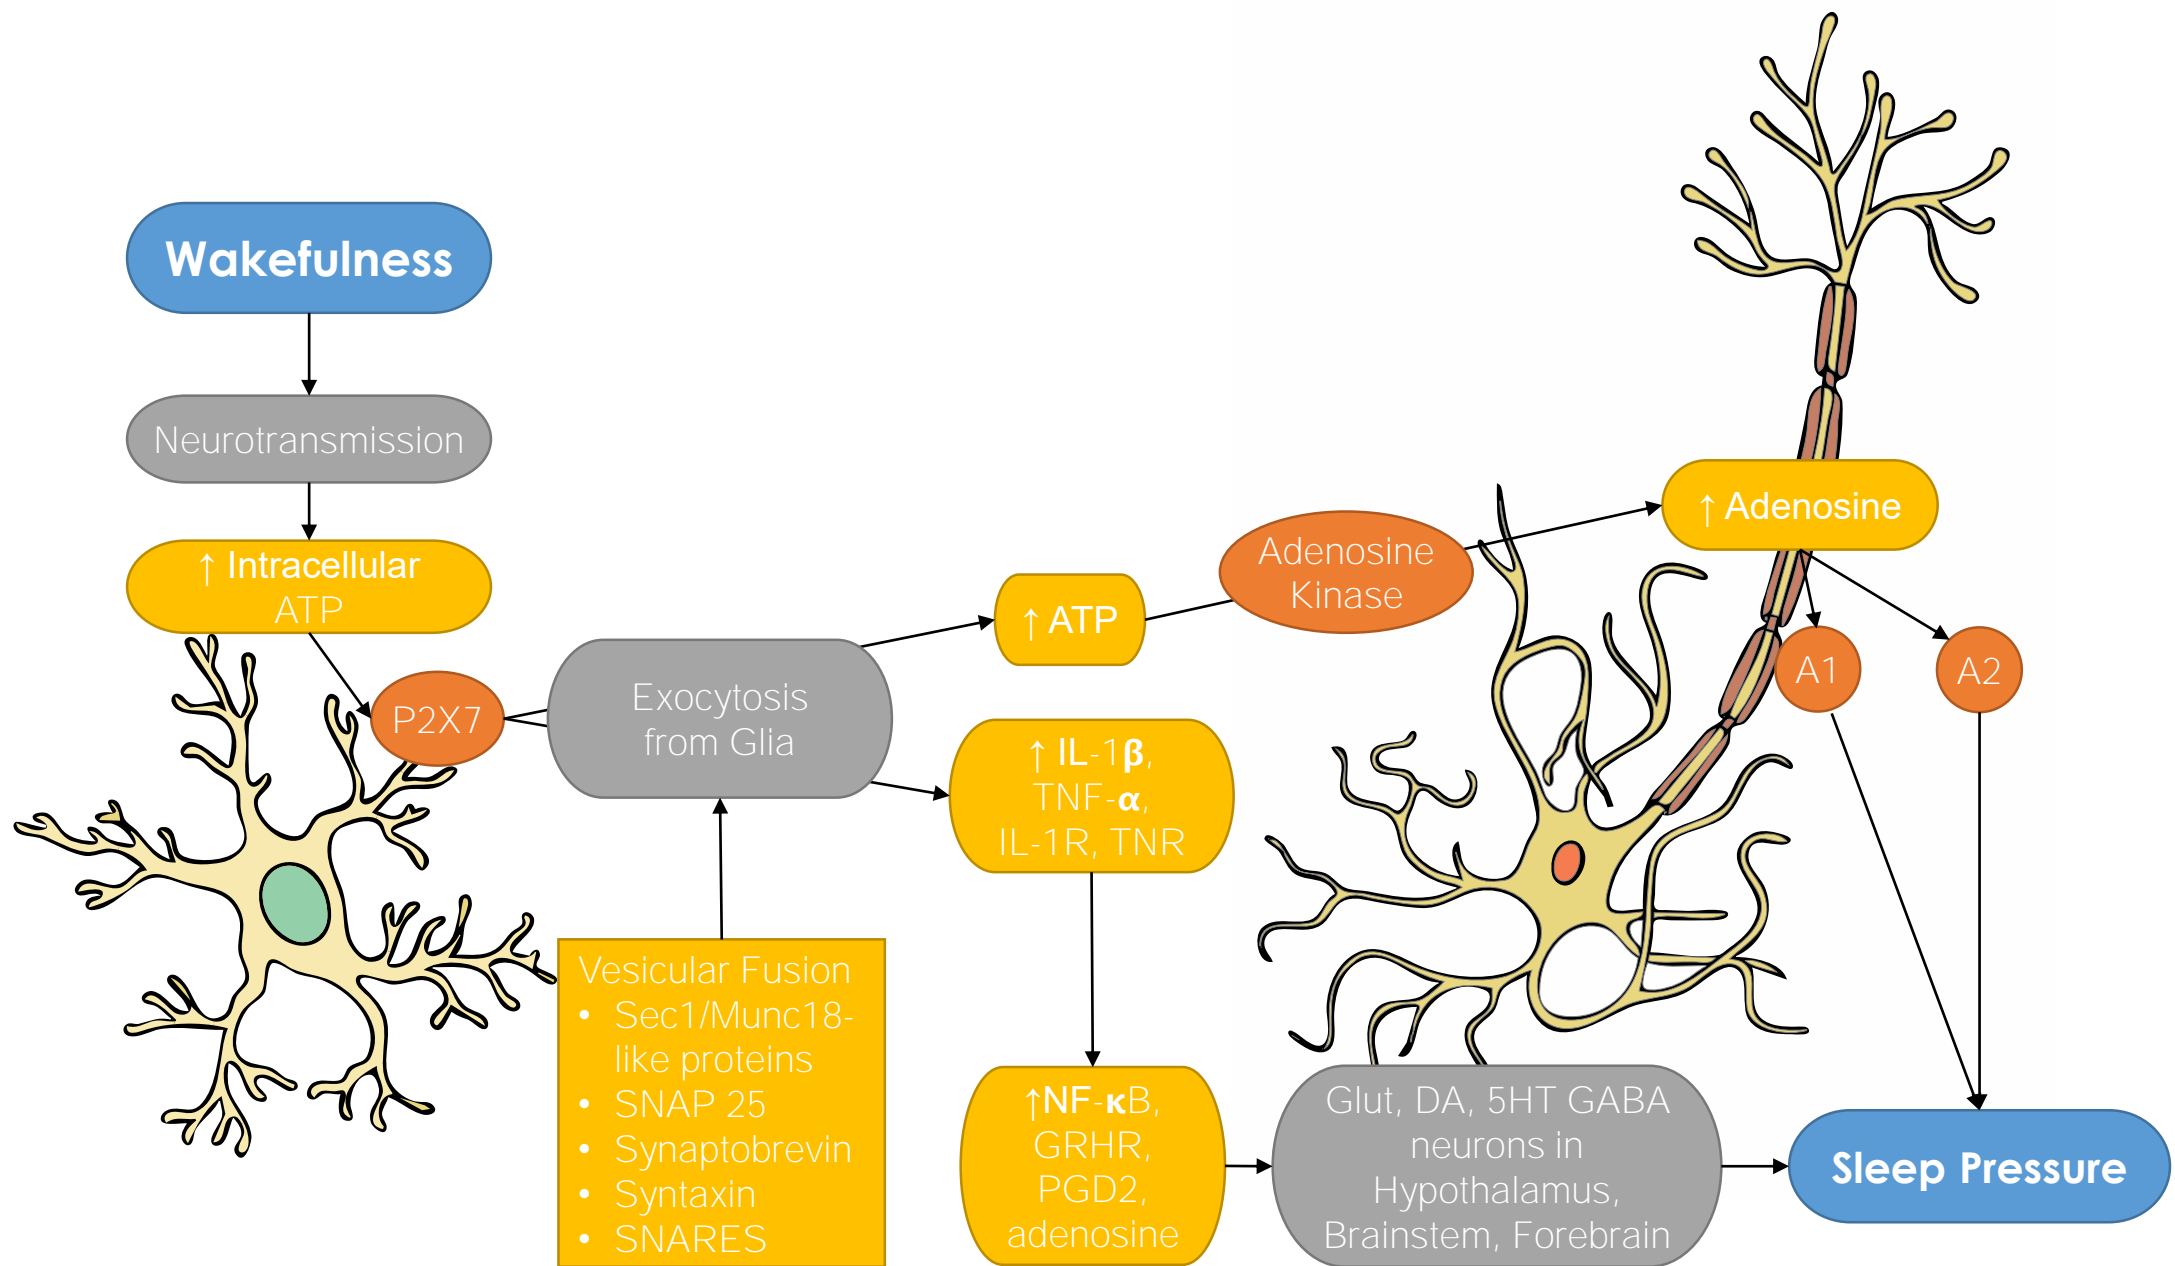 Wakefulness
Neurotransmission
↑ Intracellular
ATP
P2X7
Exocytosis
from Glia
Vesicular Fusion
• Sec1/Munc18-
like proteins
• SNAP 25
• Synaptobrevin
• Syntaxin
• SNARES
↑ ATP
Adenosine
Kinase
↑ Adenosine
A1
A2
↑ IL-1β,
TNF-α,
IL-1R, TNR
↑NF-κB,
GRHR,
PGD2,
adenosine
Glut, DA, 5HT GABA
neurons in
Hypothalamus,
Brainstem, Forebrain
Sleep Pressure